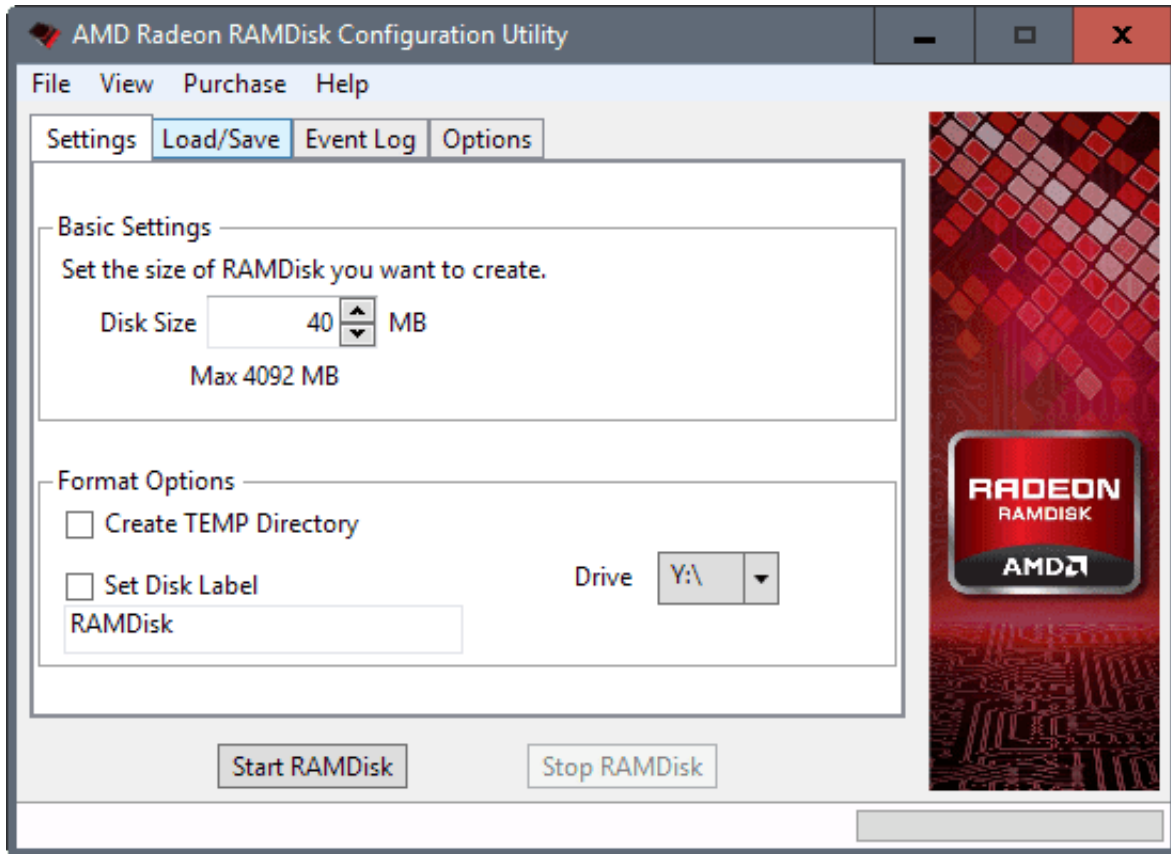 AMD Radeon RAMDisk Configuration Utility
File View Purchase Help
Settings Load/Save Event Log Options
Basic Settings
Set the size of RAMDisk you want to create.
Disk Size 40 MB
Max 4092 MB
Format Options
Create TEMP Directory
Set Disk Label
Drive Y:\
RAMDisk
Start RAMDisk Stop RAMDisk
RADEON
RAMDISK
AMD